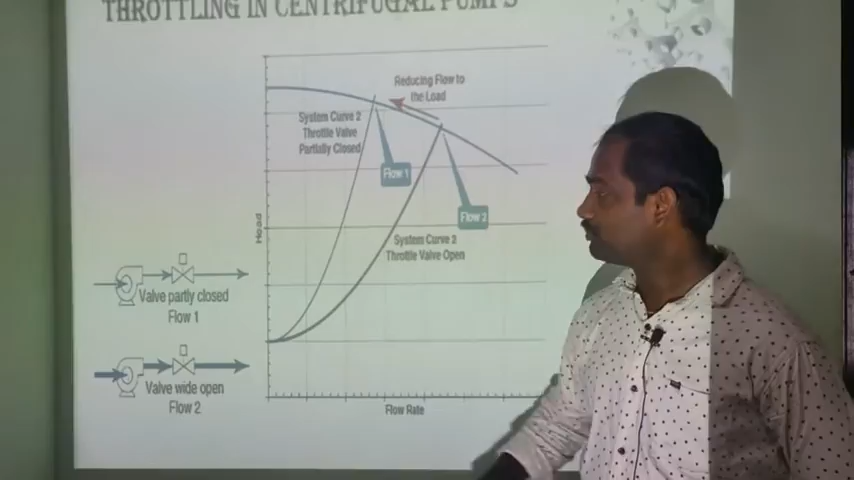 THROTTLING IN CENTRIFUGAL PUMPS
Reducing Flow to
the Load
System Curve 2
Throttle Valve
Partially Closed
Flow 1
Flow 2
Head
System Curve 2
Throttle Valve Open
Valve partly closed
Flow 1
Valve wide open
Flow 2
Flow Rate